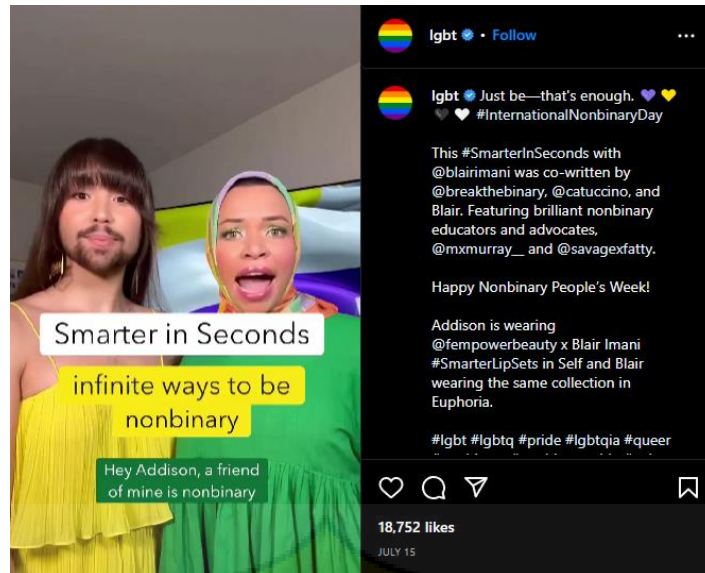 lgbt • Follow
lgbt Just be—that's enough. 💜 💛
🖤 🤍 #InternationalNonbinaryDay
This #SmarterInSeconds with
@blairimani was co-written by
@breakthebinary, @catuccino, and
Blair. Featuring brilliant nonbinary
educators and advocates,
@mxmurray__ and @savagexfatty.
Happy Nonbinary People's Week!
Addison is wearing
@fempowerbeauty x Blair Imani
#SmarterLipSets in Self and Blair
wearing the same collection in
Euphoria.
#lgbt #lgbtq #pride #lgbtqia #queer
Smarter in Seconds
infinite ways to be
nonbinary
Hey Addison, a friend
of mine is nonbinary
18,752 likes
JULY 15